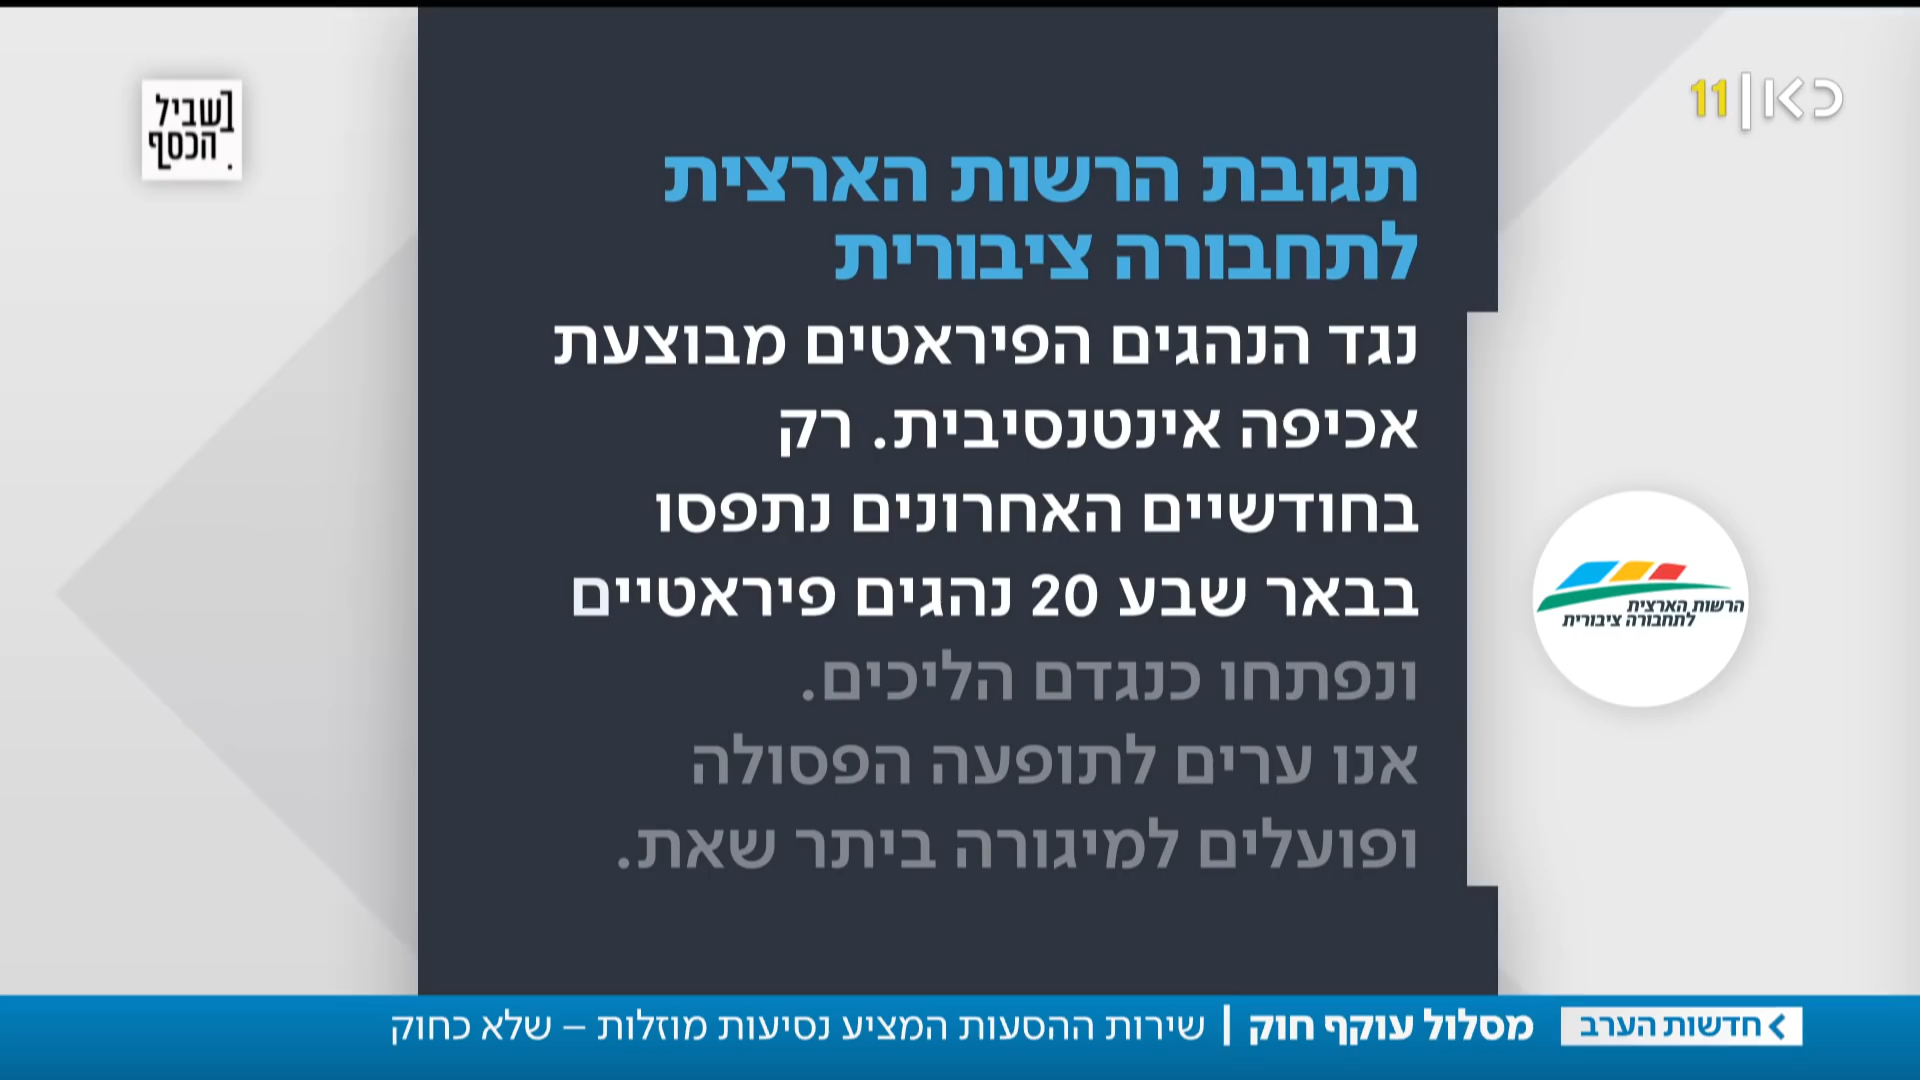 בשביל
הכסף.
כאן | 11
תגובת הרשות הארצית
לתחבורה ציבורית
נגד הנהגים הפיראטים מבוצעת
אכיפה אינטנסיבית. רק
בחודשיים האחרונים נתפסו
בבאר שבע 20 נהגים פיראטיים
ונפתחו כנגדם הליכים.
אנו ערים לתופעה הפסולה
ופועלים למיגורה ביתר שאת.
הרשות הארצית
לתחבורה ציבורית
חדשות הערב
מסלול עוקף חוק | שירות ההסעות המציע נסיעות מוזלות – שלא כחוק